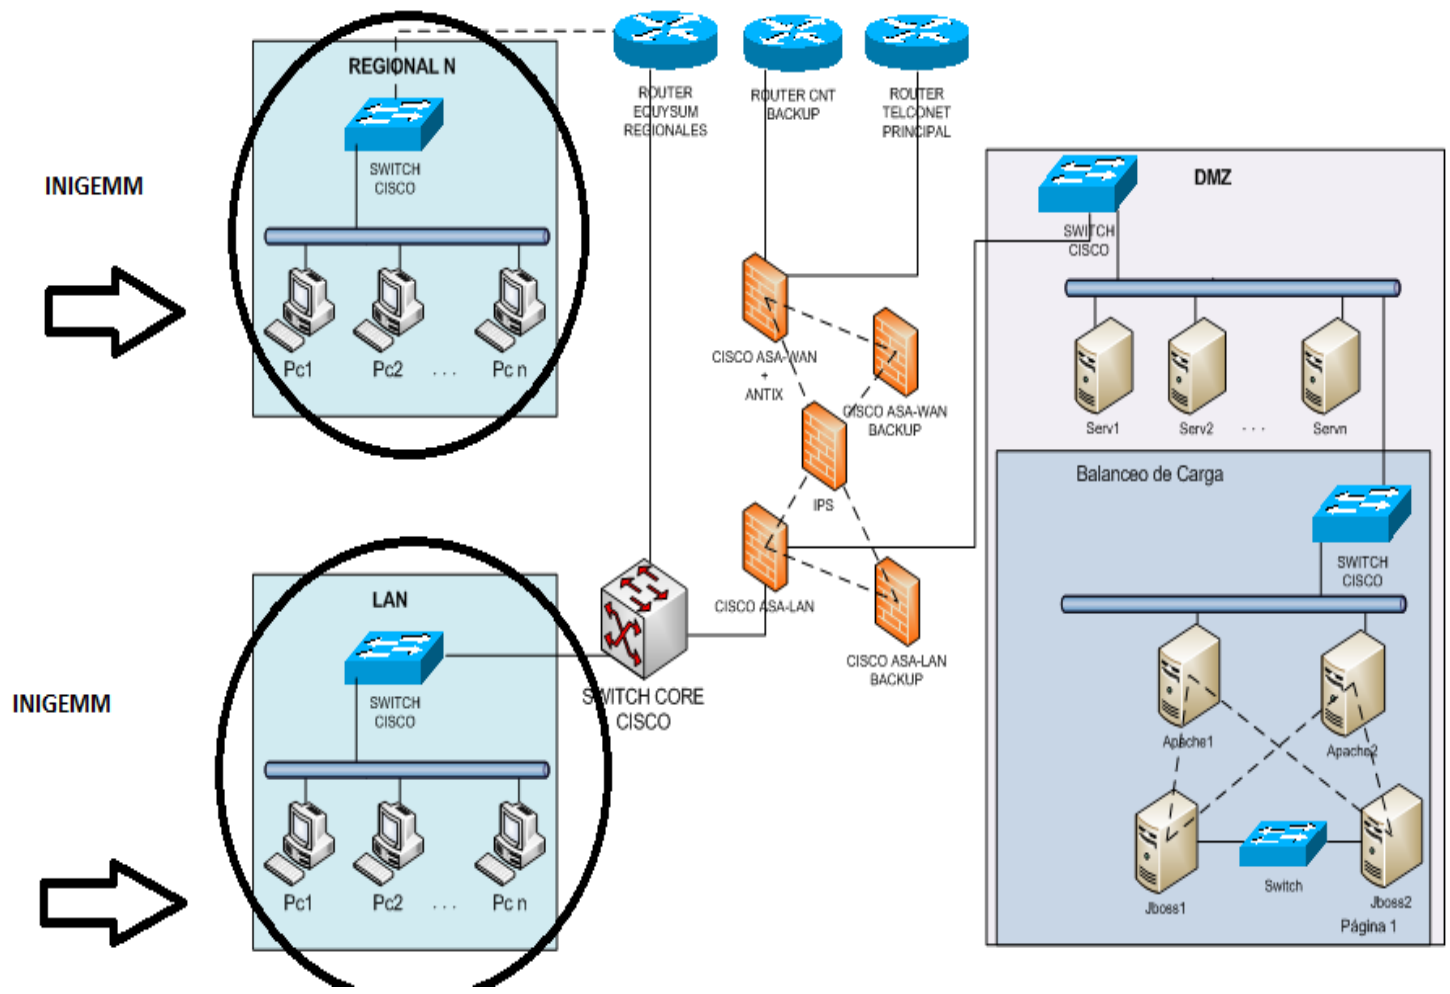 INIGEMM
REGIONAL N
SWITCH
CISCO
Pc1
Pc2
. . .
Pc n
ROUTER
EQUYSUM
REGIONALES
ROUTER CNT
BACKUP
ROUTER
TELCONET
PRINCIPAL
CISCO ASA-WAN
+
ANTIX
CISCO ASA-WAN
BACKUP
IPS
CISCO ASA-LAN
CISCO ASA-LAN
BACKUP
DMZ
SWITCH
CISCO
Serv1
Serv2
. . .
Servn
Balanceo de Carga
SWITCH
CISCO
Apache1
Apache2
Jboss1
Switch
Jboss2
Página 1
INIGEMM
LAN
SWITCH
CISCO
Pc1
Pc2
. . .
Pc n
SWITCH CORE
CISCO